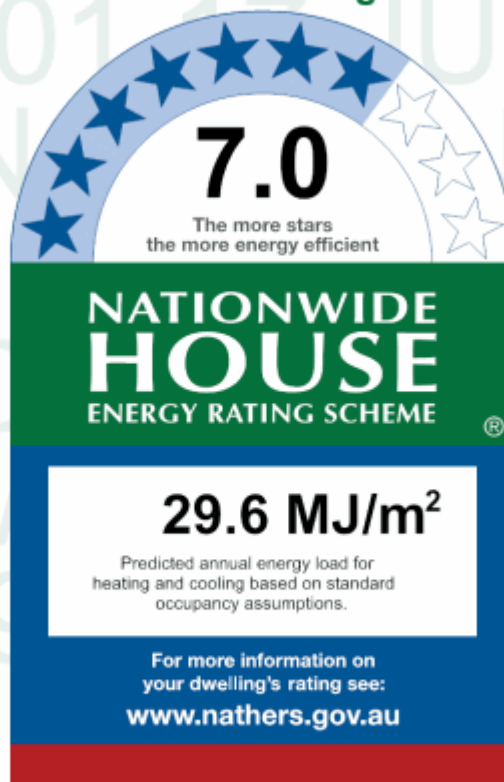 7.0
The more stars
the more energy efficient
NATIONWIDE
HOUSE
ENERGY RATING SCHEME
®
29.6 MJ/m²
Predicted annual energy load for
heating and cooling based on standard
occupancy assumptions.
For more information on
your dwelling's rating see:
www.nathers.gov.au